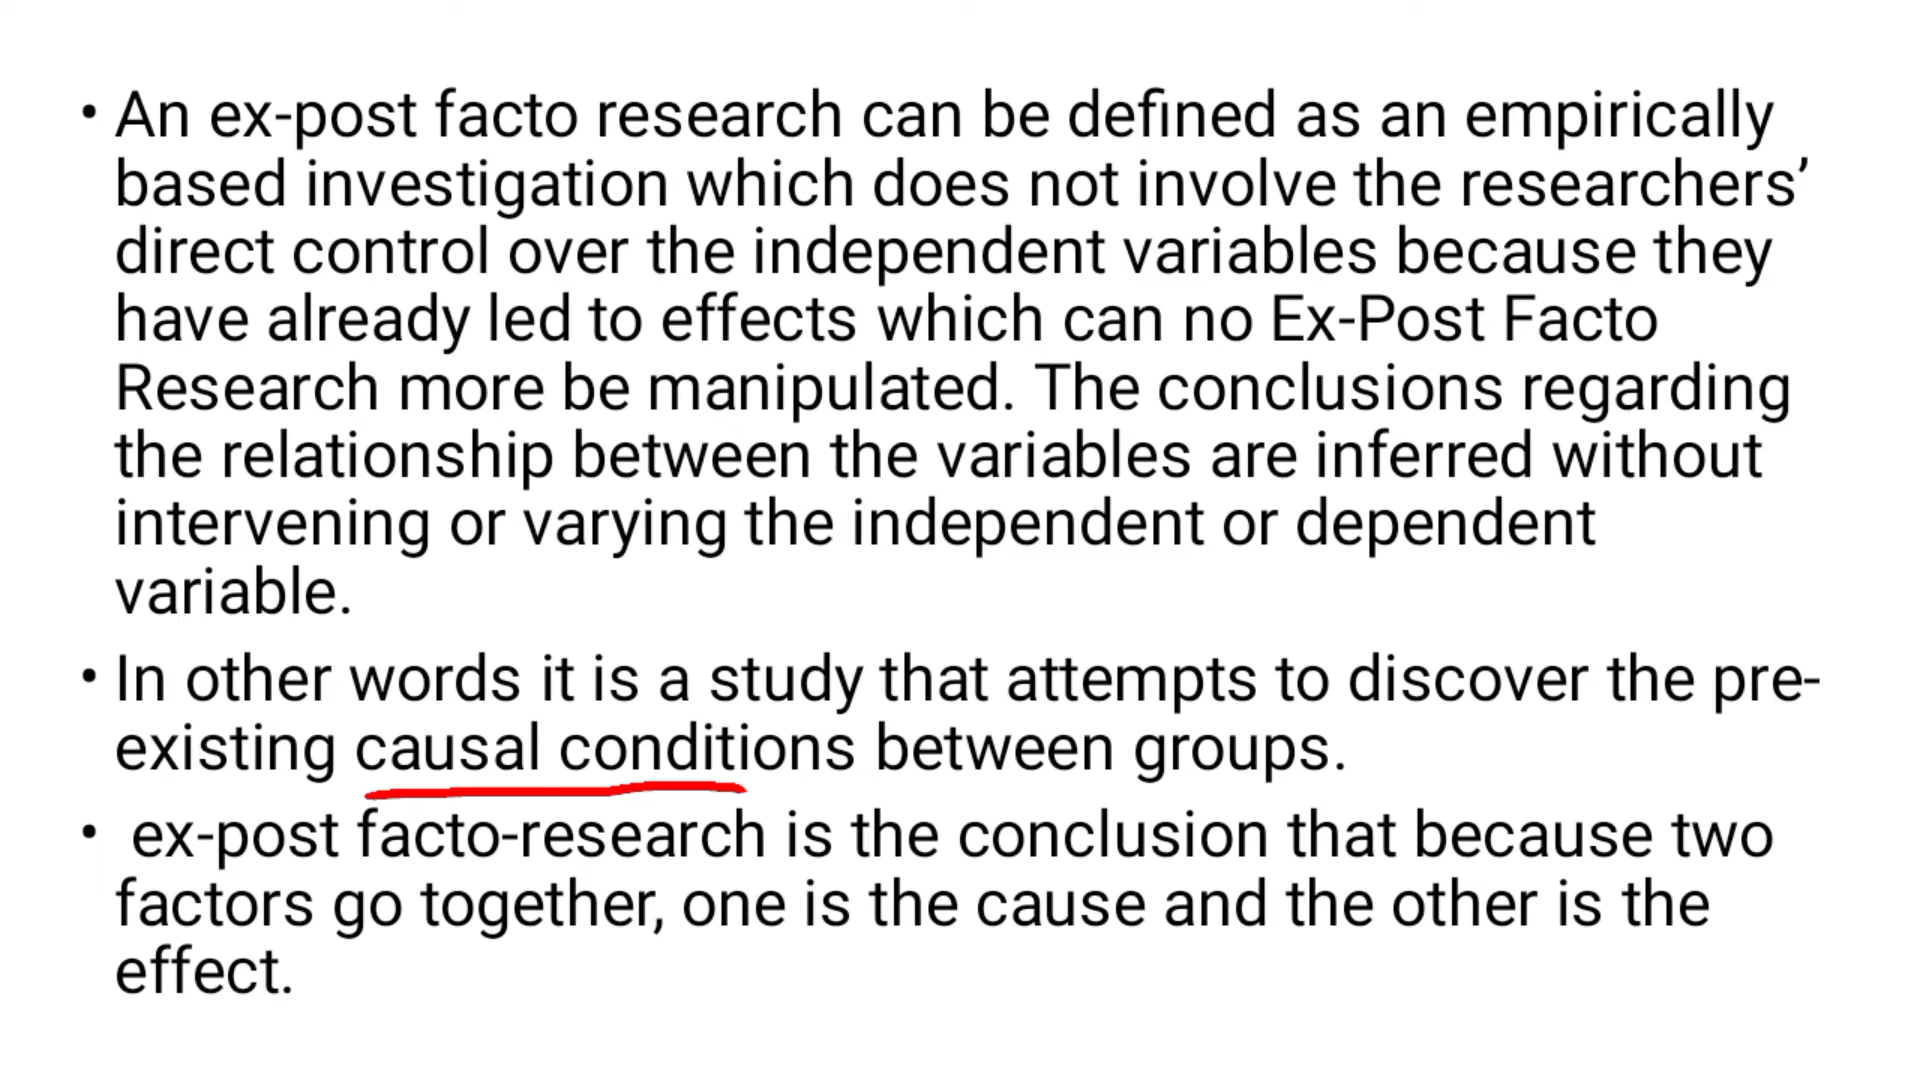 • An ex-post facto research can be defined as an empirically
based investigation which does not involve the researchers’
direct control over the independent variables because they
have already led to effects which can no Ex-Post Facto
Research more be manipulated. The conclusions regarding
the relationship between the variables are inferred without
intervening or varying the independent or dependent
variable.
• In other words it is a study that attempts to discover the pre-
existing causal conditions between groups.
• ex-post facto-research is the conclusion that because two
factors go together, one is the cause and the other is the
effect.